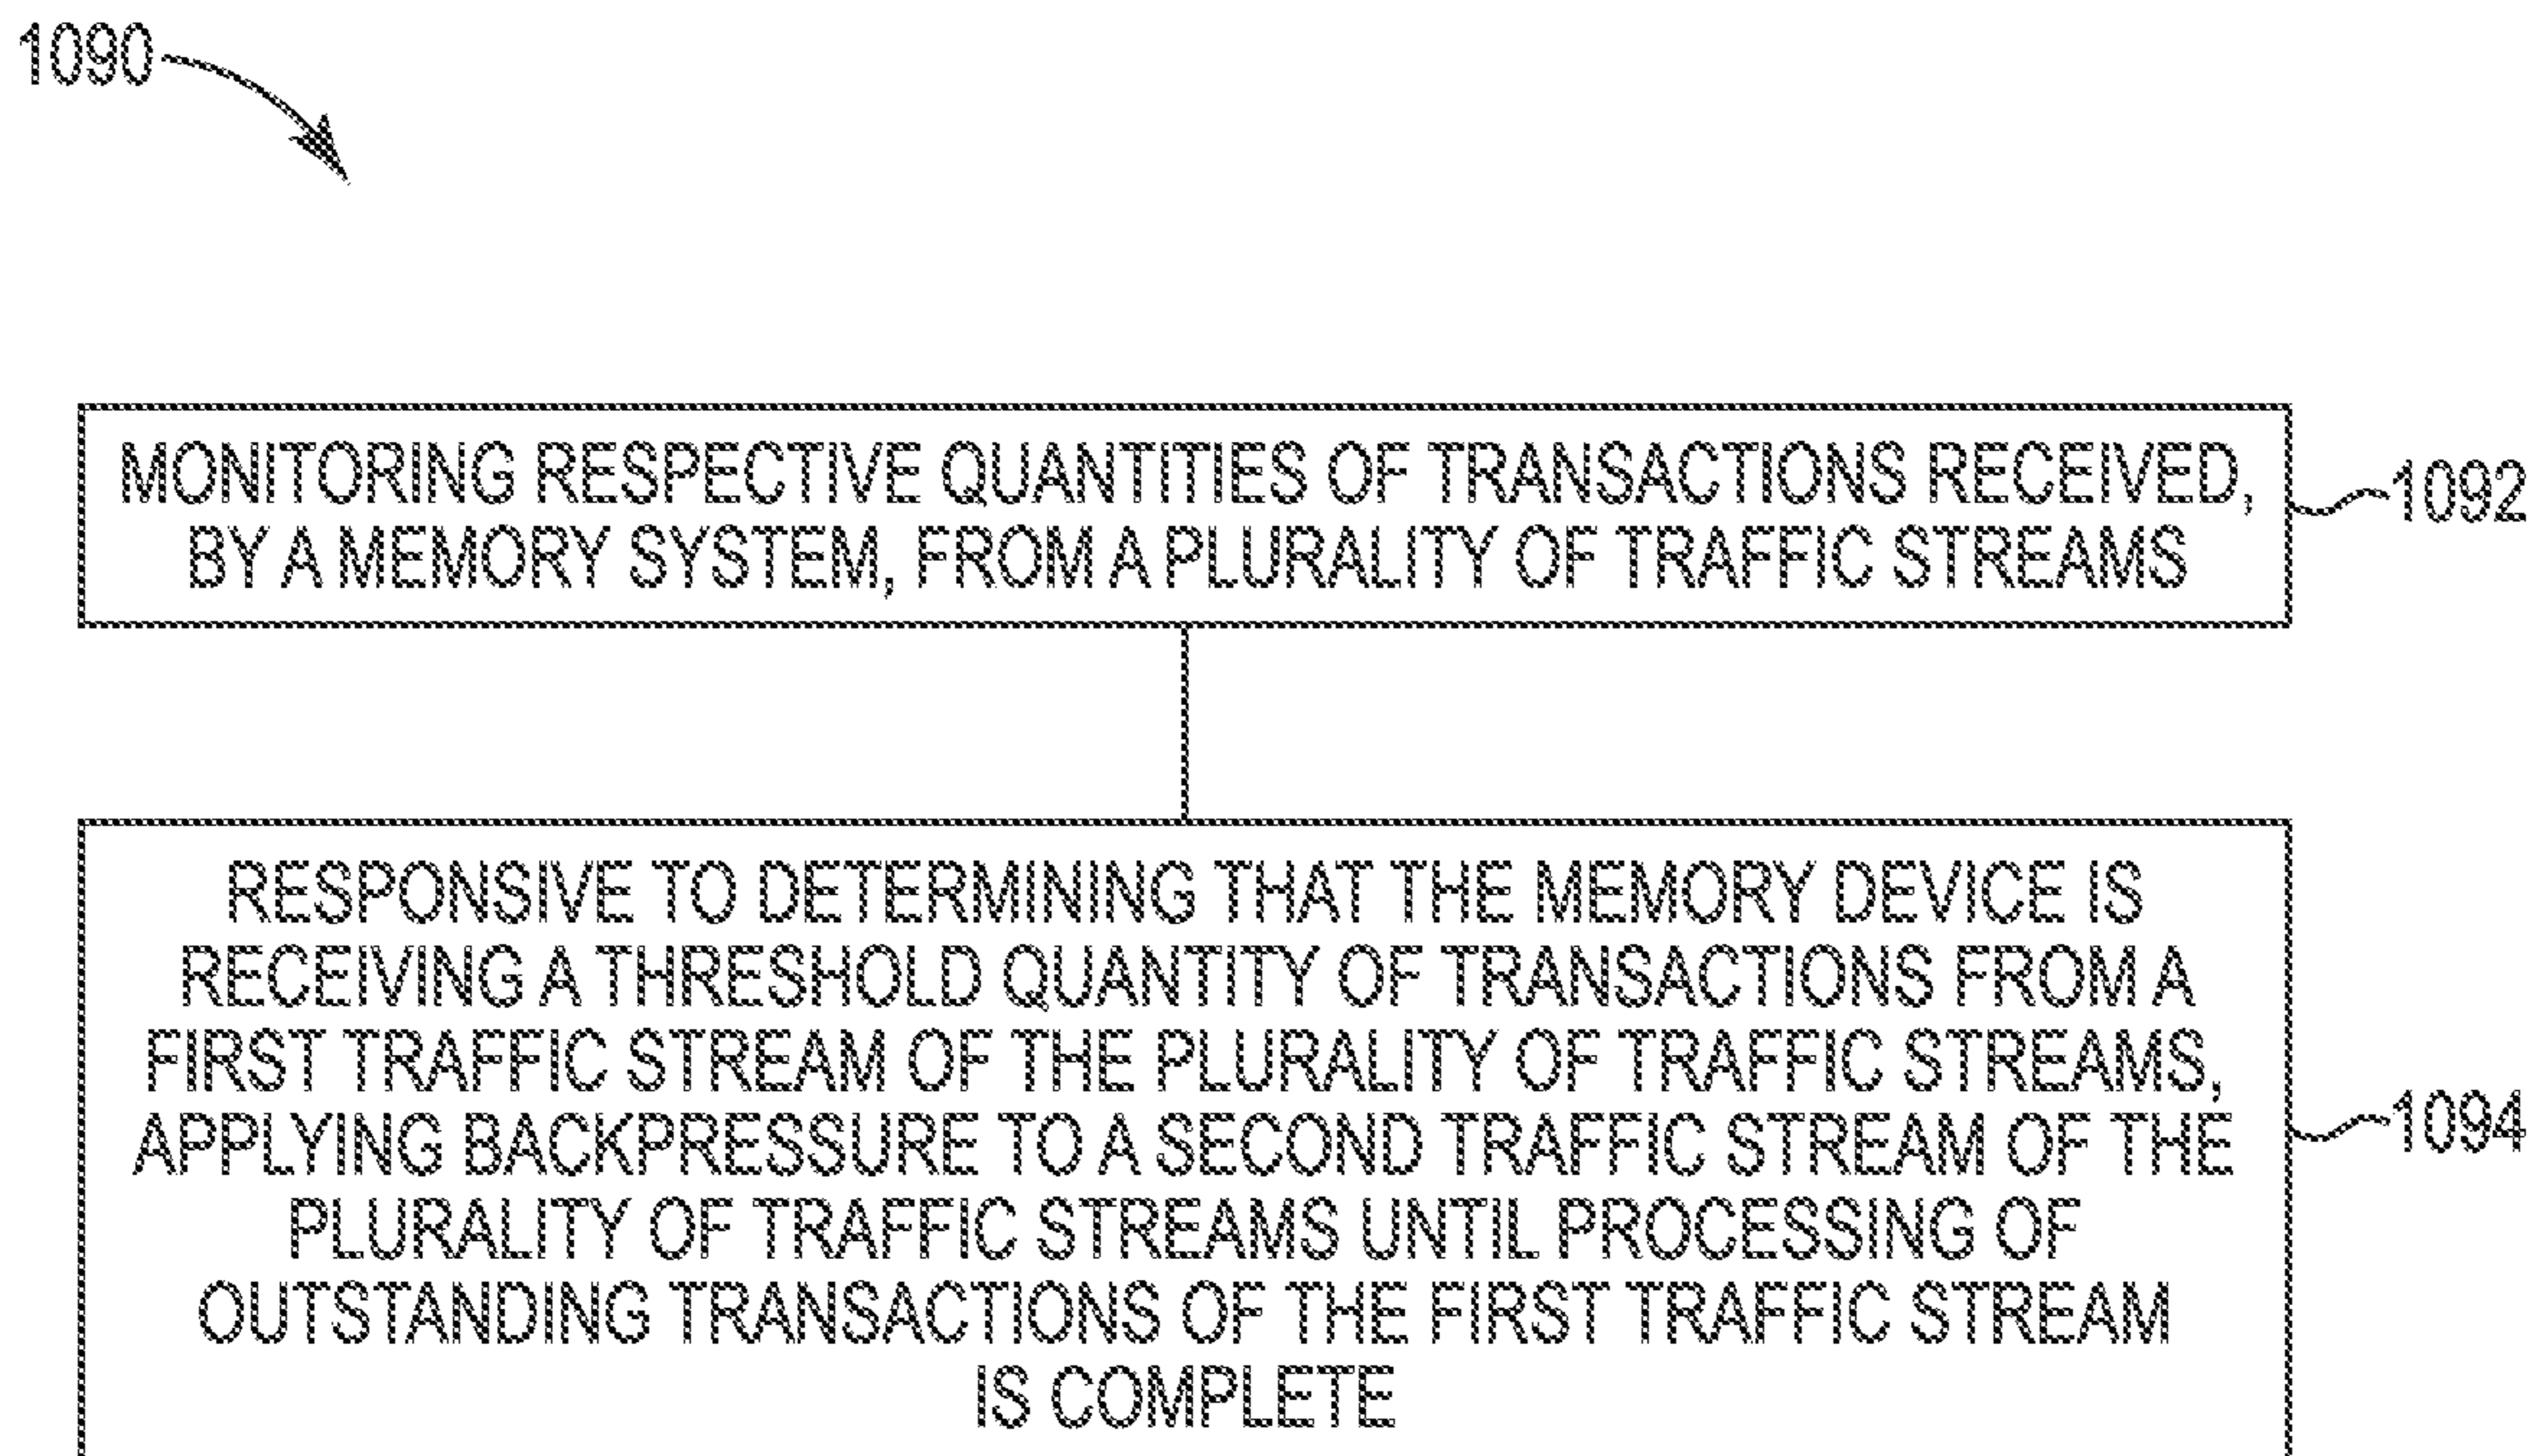 1090
MONITORING RESPECTIVE QUANTITIES OF TRANSACTIONS RECEIVED,
BY A MEMORY SYSTEM, FROM A PLURALITY OF TRAFFIC STREAMS
1092
RESPONSIVE TO DETERMINING THAT THE MEMORY DEVICE IS
RECEIVING A THRESHOLD QUANTITY OF TRANSACTIONS FROM A
FIRST TRAFFIC STREAM OF THE PLURALITY OF TRAFFIC STREAMS,
APPLYING BACKPRESSURE TO A SECOND TRAFFIC STREAM OF THE
PLURALITY OF TRAFFIC STREAMS UNTIL PROCESSING OF
OUTSTANDING TRANSACTIONS OF THE FIRST TRAFFIC STREAM
IS COMPLETE
1094